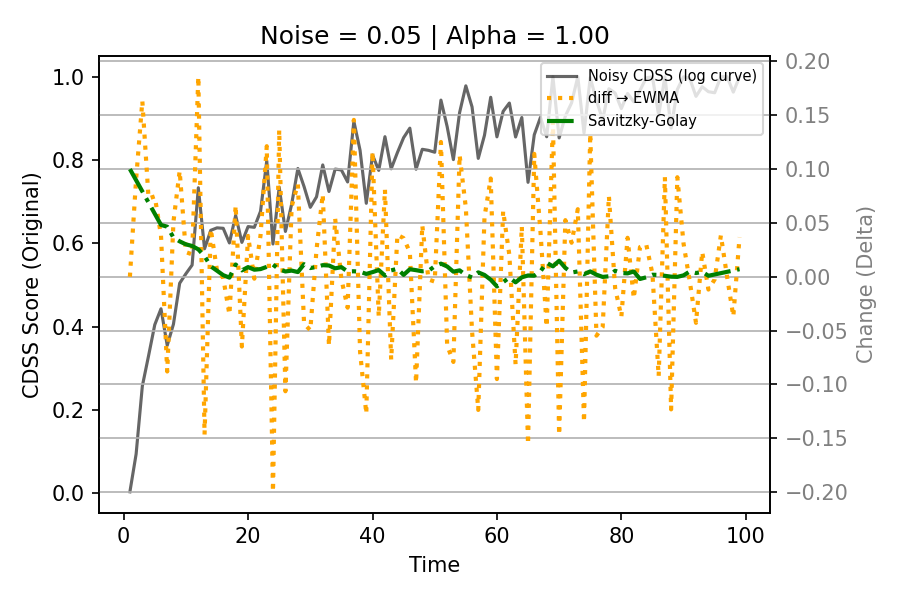 Noise = 0.05 | Alpha = 1.00
Noisy CDSS (log curve)
diff → EWMA
Savitzky-Golay
CDSS Score (Original)
1.0
0.8
0.6
0.4
0.2
0.0
0.20
0.15
0.10
0.05
0.00
−0.05
−0.10
−0.15
−0.20
Change (Delta)
0 20 40 60 80 100
Time